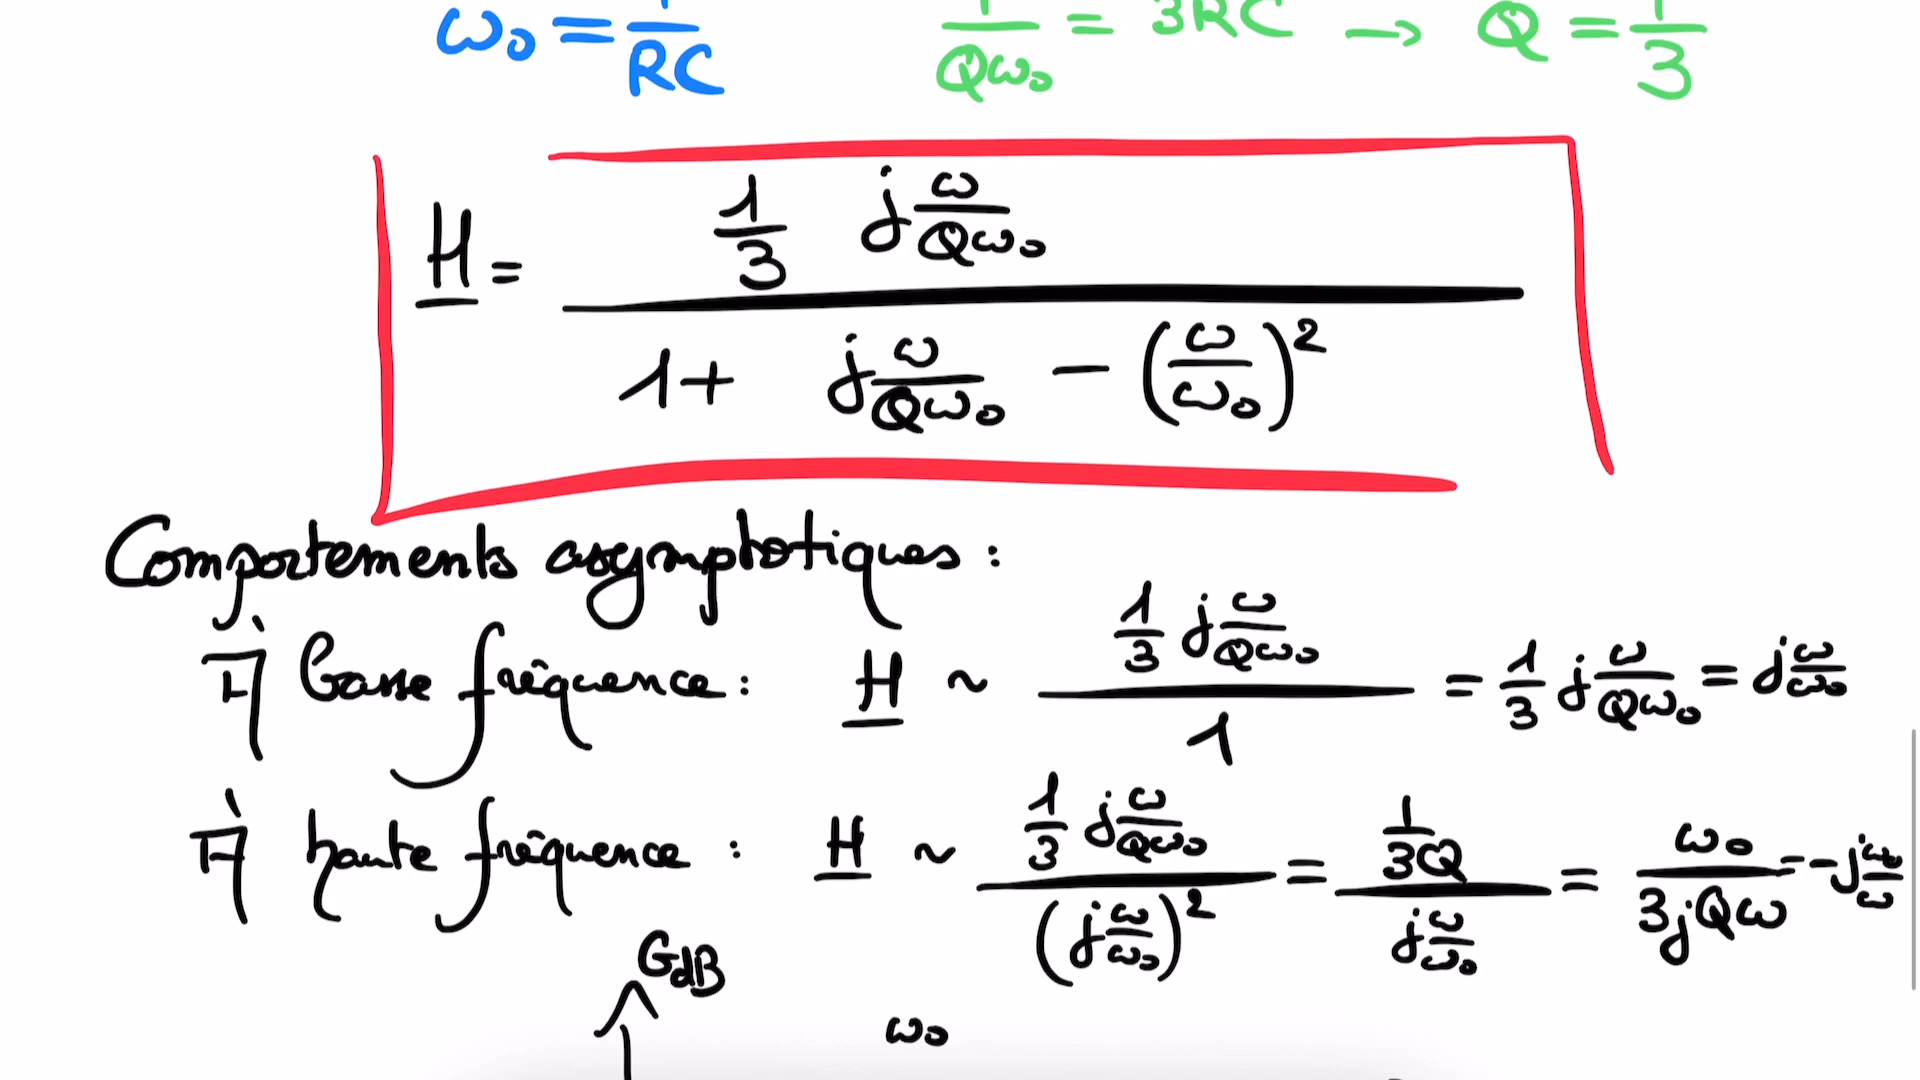 ω₀ = 1/RC    1/(Qω₀) = 3RC → Q = 1/3
H = (1/3 j ω/(Qω₀)) / (1 + j ω/(Qω₀) − (ω/ω₀)²)
Comportements asymptotiques :
À basse fréquence : H ~ (1/3 j ω/(Qω₀)) / 1 = 1/3 j ω/(Qω₀) = j ω/ω₀
À haute fréquence : H ~ (1/3 j ω/(Qω₀)) / (j ω/ω₀)² = (1/3Q) / (j ω/ω₀) = ω₀/(3jQω) = −j ω₀/ω
GdB
ω₀